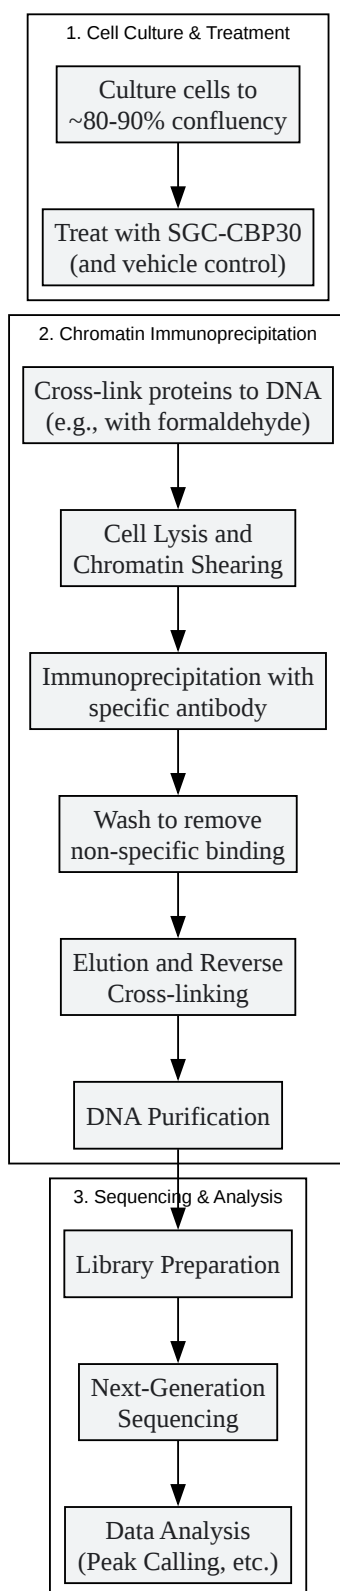 1. Cell Culture & Treatment
Culture cells to
~80-90% confluency
Treat with SGC-CBP30
(and vehicle control)
2. Chromatin Immunoprecipitation
Cross-link proteins to DNA
(e.g., with formaldehyde)
Cell Lysis and
Chromatin Shearing
Immunoprecipitation with
specific antibody
Wash to remove
non-specific binding
Elution and Reverse
Cross-linking
DNA Purification
3. Sequencing & Analysis
Library Preparation
Next-Generation
Sequencing
Data Analysis
(Peak Calling, etc.)